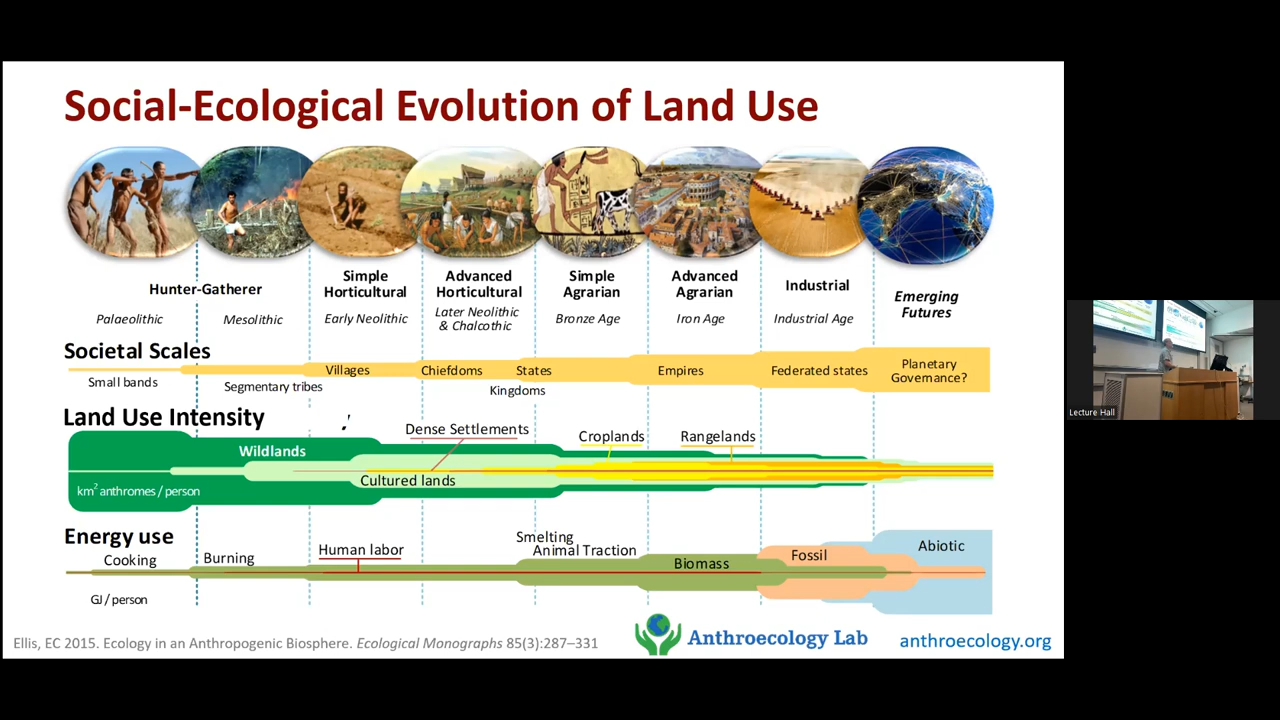 Social-Ecological Evolution of Land Use
Hunter-Gatherer
Palaeolithic
Mesolithic
Simple
Horticultural
Early Neolithic
Advanced
Horticultural
Later Neolithic
& Chalcothic
Simple
Agrarian
Bronze Age
Advanced
Agrarian
Iron Age
Industrial
Industrial Age
Emerging
Futures
Societal Scales
Small bands
Segmentary tribes
Villages
Chiefdoms
States
Kingdoms
Empires
Federated states
Planetary
Governance?
Land Use Intensity
,
Wildlands
Dense Settlements
Croplands
Rangelands
Cultured lands
km² anthromes / person
Energy use
Cooking
Burning
Human labor
Smelting
Animal Traction
Biomass
Fossil
Abiotic
GJ / person
Ellis, EC 2015. Ecology in an Anthropogenic Biosphere. Ecological Monographs 85(3):287–331
Anthroecology Lab
anthroecology.org
Lecture Hall